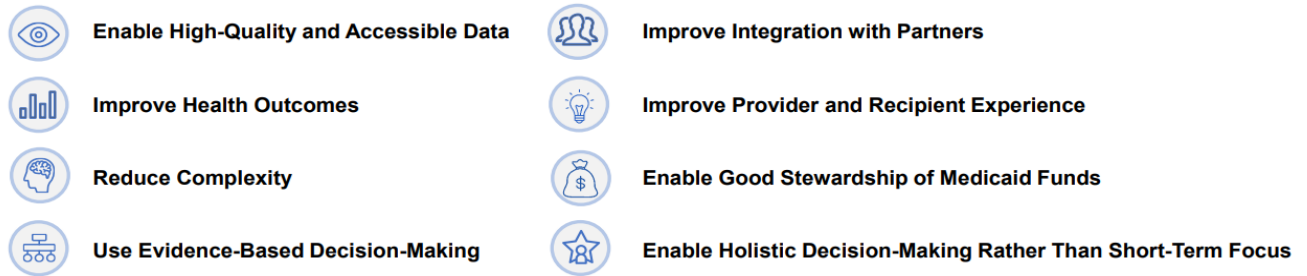 Enable High-Quality and Accessible Data
Improve Health Outcomes
Reduce Complexity
Use Evidence-Based Decision-Making
Improve Integration with Partners
Improve Provider and Recipient Experience
$
Enable Good Stewardship of Medicaid Funds
Enable Holistic Decision-Making Rather Than Short-Term Focus